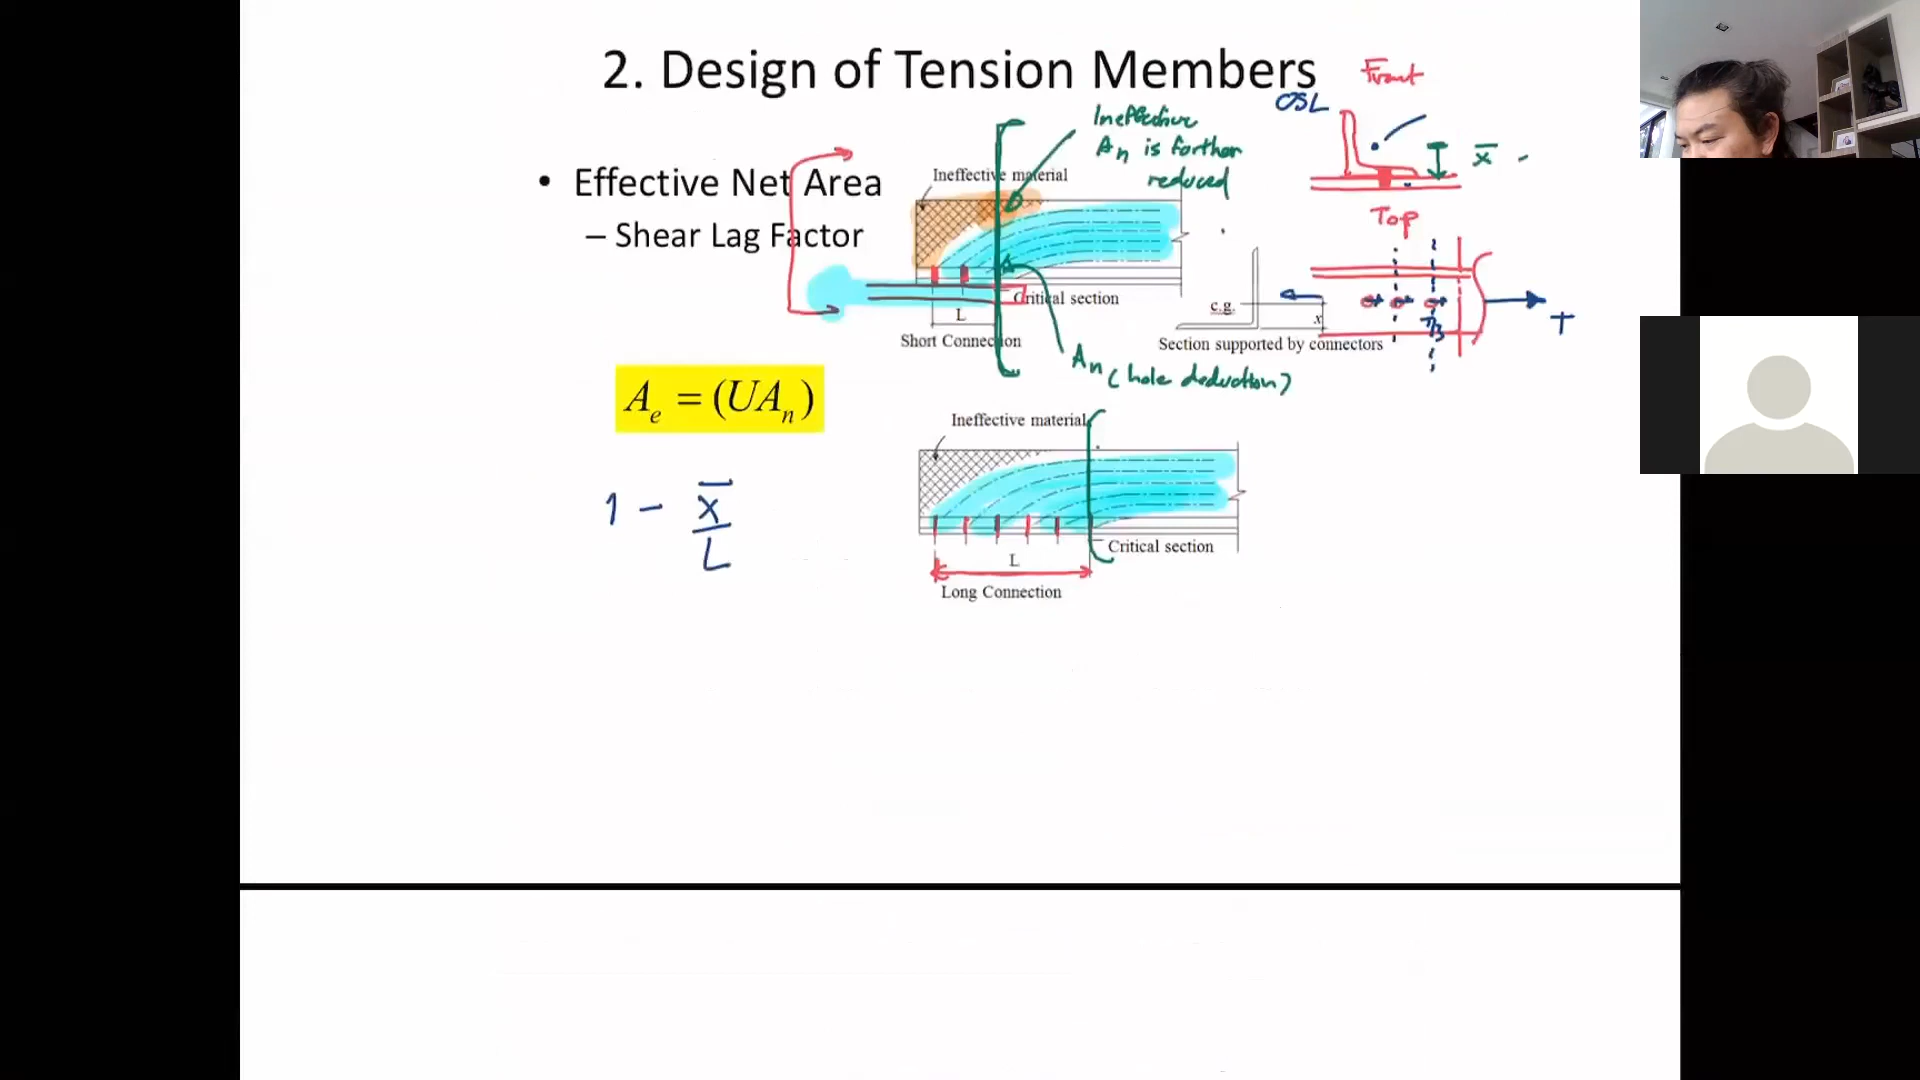 2. Design of Tension Members
Front
OSL
Ineffective
An is further
reduced
x̄
• Effective Net Area
Ineffective material
– Shear Lag Factor
Top
Critical section
c.g.
x
L
T
Short Connection
Section supported by connectors
An (hole deduction)
Ae = (UAn)
Ineffective material
1 - x̄/L
Critical section
L
Long Connection